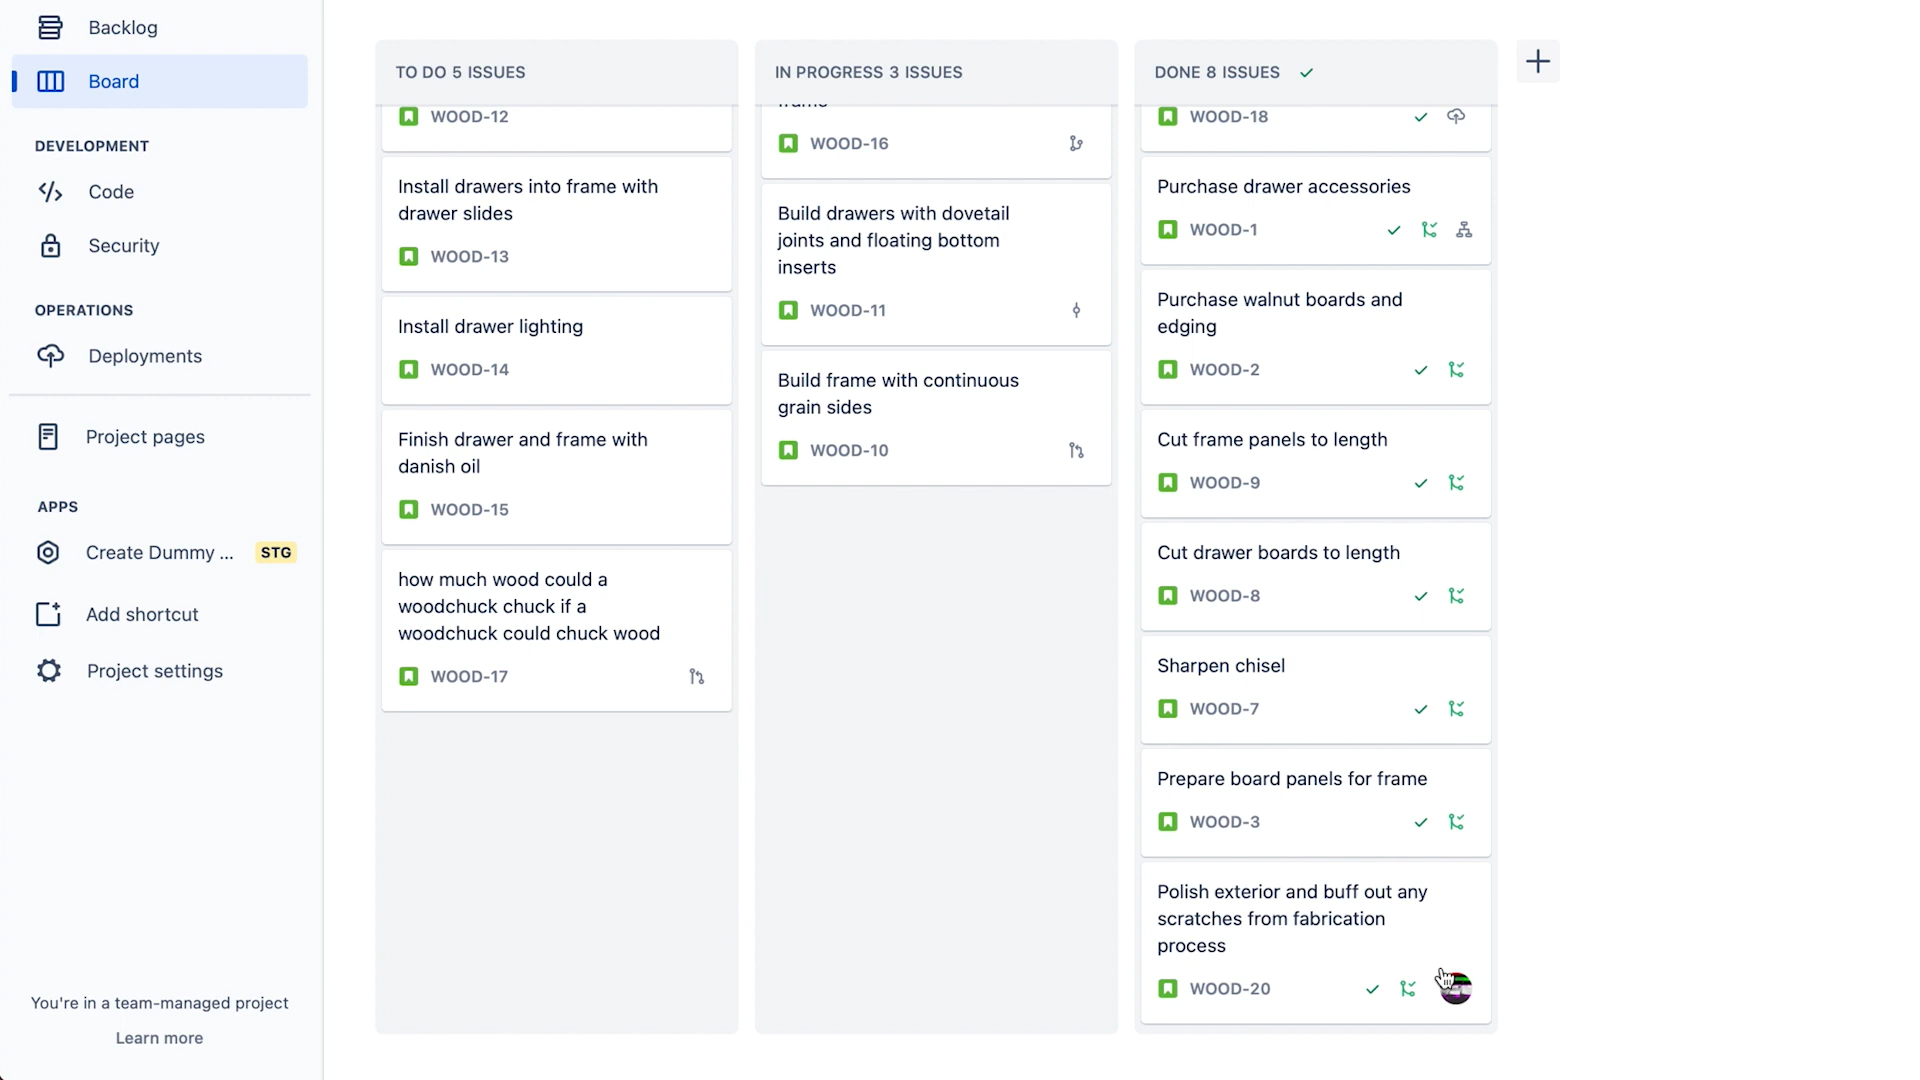 Backlog
Board
DEVELOPMENT
Code
Security
OPERATIONS
Deployments
Project pages
APPS
Create Dummy ... STG
Add shortcut
Project settings
You're in a team-managed project
Learn more
TO DO 5 ISSUES
WOOD-12
Install drawers into frame with
drawer slides
WOOD-13
Install drawer lighting
WOOD-14
Finish drawer and frame with
danish oil
WOOD-15
how much wood could a
woodchuck chuck if a
woodchuck could chuck wood
WOOD-17
IN PROGRESS 3 ISSUES
frame
WOOD-16
Build drawers with dovetail
joints and floating bottom
inserts
WOOD-11
Build frame with continuous
grain sides
WOOD-10
DONE 8 ISSUES
WOOD-18
Purchase drawer accessories
WOOD-1
Purchase walnut boards and
edging
WOOD-2
Cut frame panels to length
WOOD-9
Cut drawer boards to length
WOOD-8
Sharpen chisel
WOOD-7
Prepare board panels for frame
WOOD-3
Polish exterior and buff out any
scratches from fabrication
process
WOOD-20